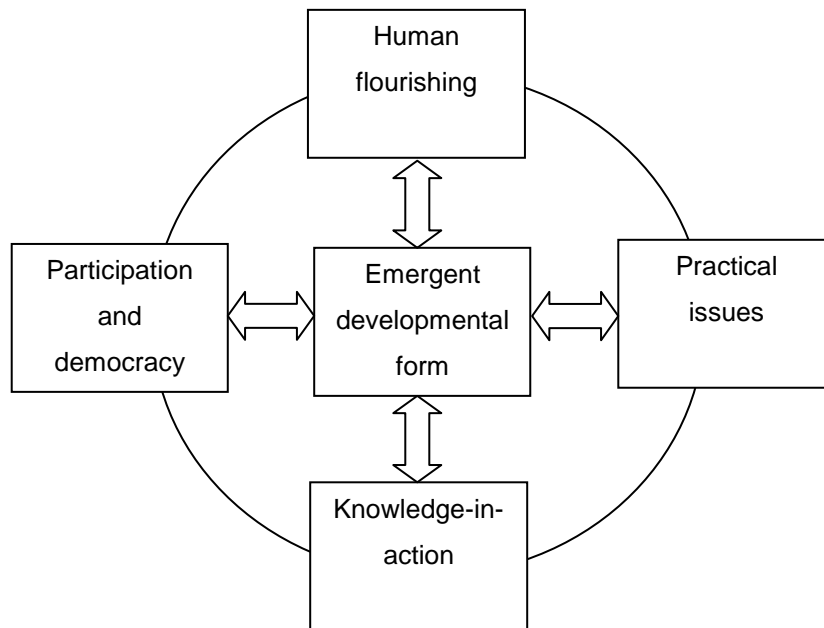 Human
flourishing
Participation
and
democracy
Emergent
developmental
form
Practical
issues
Knowledge-in-
action